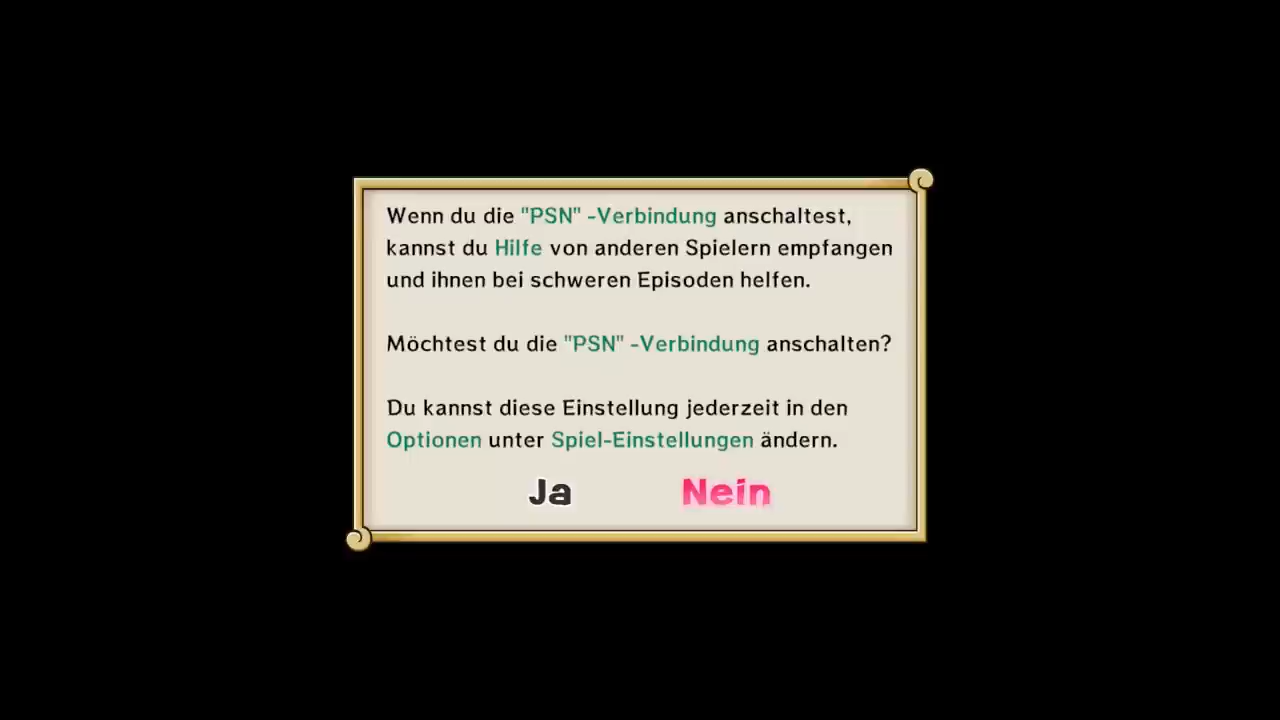 Wenn du die "PSN" -Verbindung anschaltest,
kannst du Hilfe von anderen Spielern empfangen
und ihnen bei schweren Episoden helfen.
Möchtest du die "PSN" -Verbindung anschalten?
Du kannst diese Einstellung jederzeit in den
Optionen unter Spiel-Einstellungen ändern.
Ja Nein